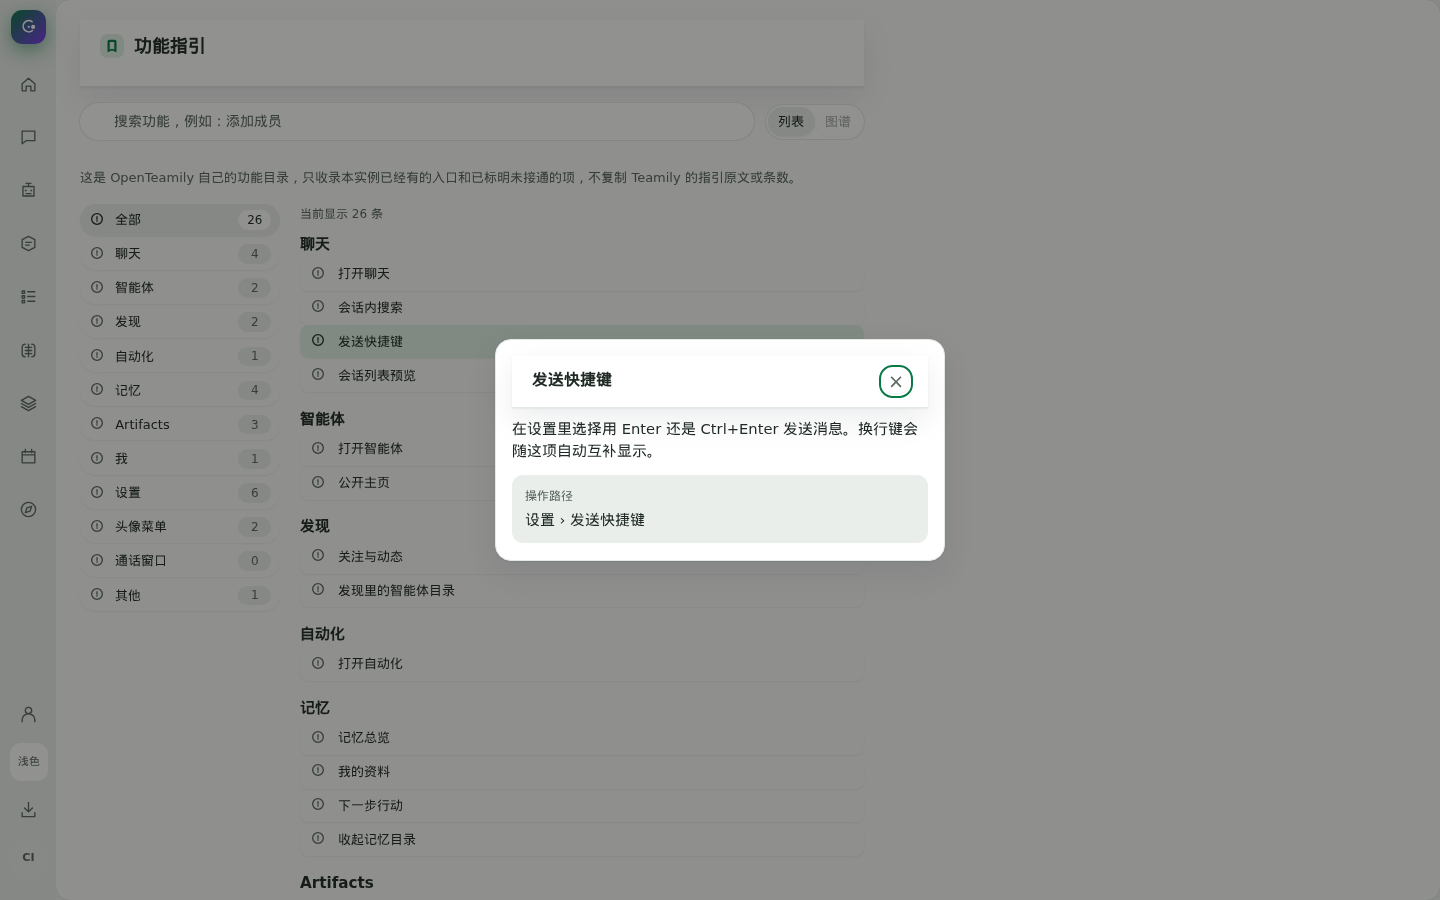 功能指引
搜索功能，例如：添加成员
列表
图谱
这是 OpenTeamily 自己的功能目录，只收录本实例已经有的入口和已标明未接通的项，不复制 Teamily 的指引原文或条数。
全部 26
聊天 4
智能体 2
发现 2
自动化 1
记忆 4
Artifacts 3
我 1
设置 6
头像菜单 2
通话窗口 0
其他 1
浅色
CI
当前显示 26 条
聊天
打开聊天
会话内搜索
发送快捷键
会话列表预览
智能体
打开智能体
公开主页
发现
关注与动态
发现里的智能体目录
自动化
打开自动化
记忆
记忆总览
我的资料
下一步行动
收起记忆目录
Artifacts
发送快捷键
在设置里选择用 Enter 还是 Ctrl+Enter 发送消息。换行键会
随这项自动互补显示。
操作路径
设置 › 发送快捷键